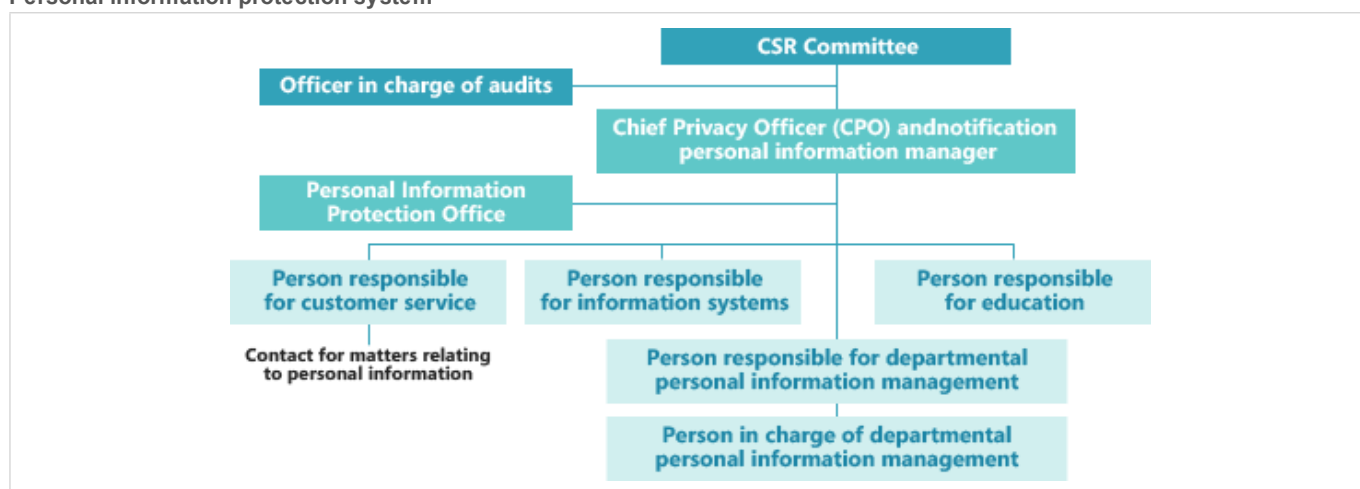 Personal information protection system
CSR Committee
Officer in charge of audits
Chief Privacy Officer (CPO) andnotification
personal information manager
Personal Information
Protection Office
Person responsible
for customer service
Person responsible
for information systems
Person responsible
for education
Contact for matters relating
to personal information
Person responsible for departmental
personal information management
Person in charge of departmental
personal information management